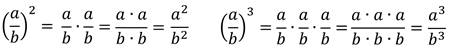 (a/b)² = a/b · a/b = a · a / b · b = a²/b² (a/b)³ = a/b · a/b · a/b = a · a · a / b · b · b = a³/b³